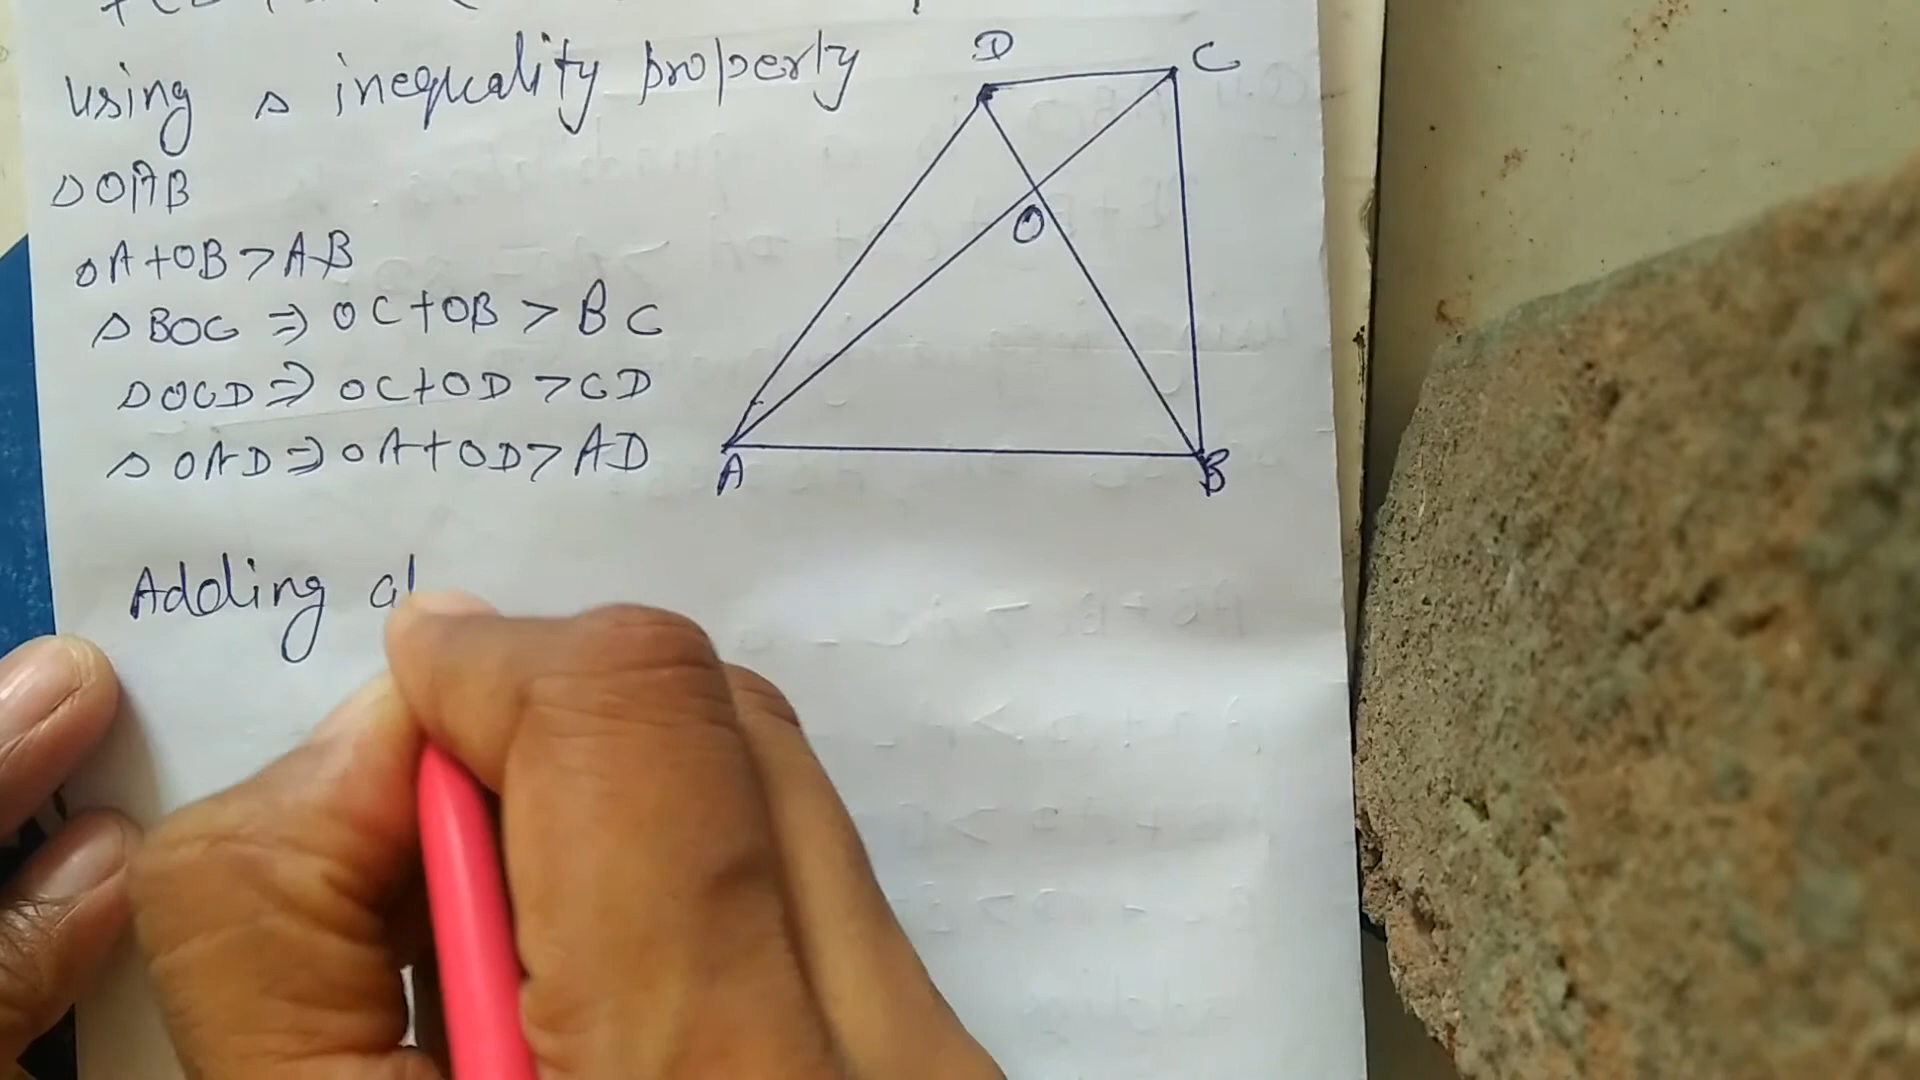 using △ inequality property
△OAB
OA+OB>AB
△BOC ⇒ OC+OB > BC
△OCD ⇒ OC+OD >CD
△OAD ⇒ OA+OD>AD
Adding
D
C
O
A
B